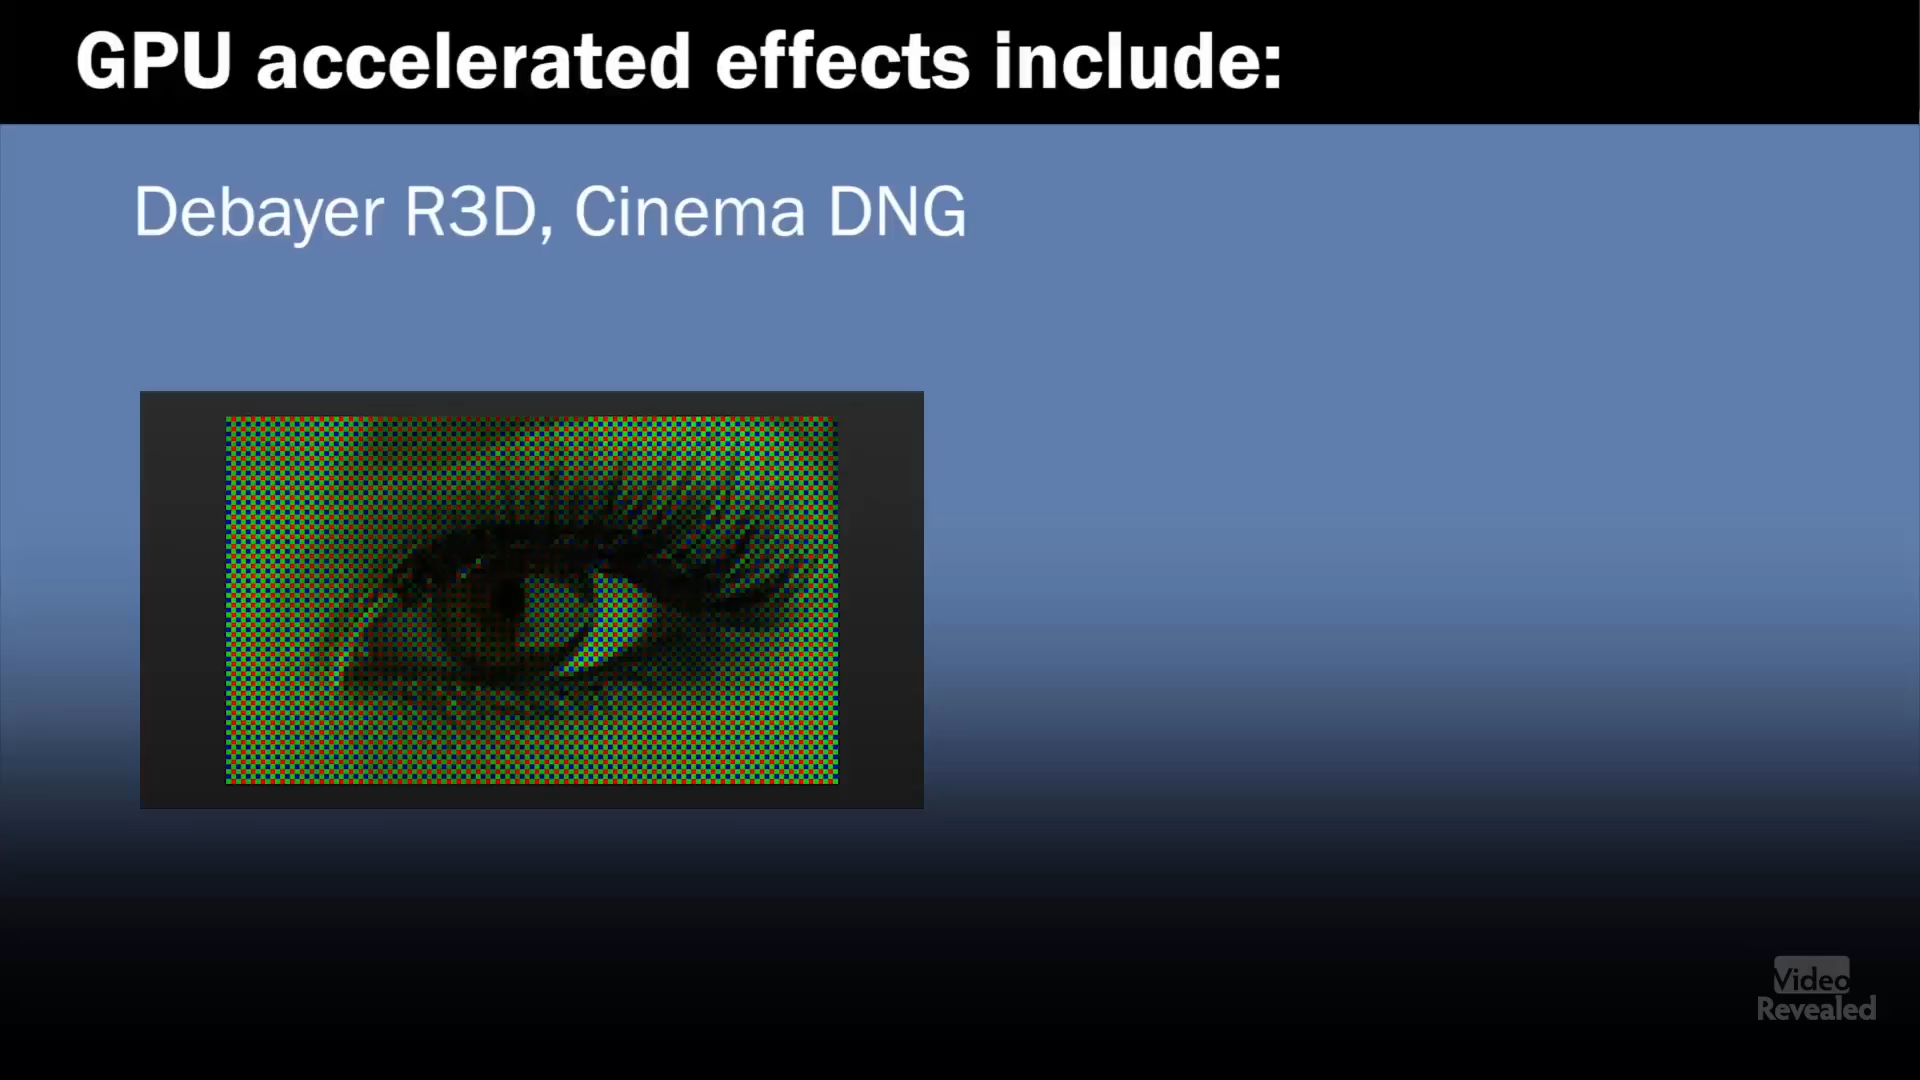 GPU accelerated effects include:
Debayer R3D, Cinema DNG
Video
Revealed